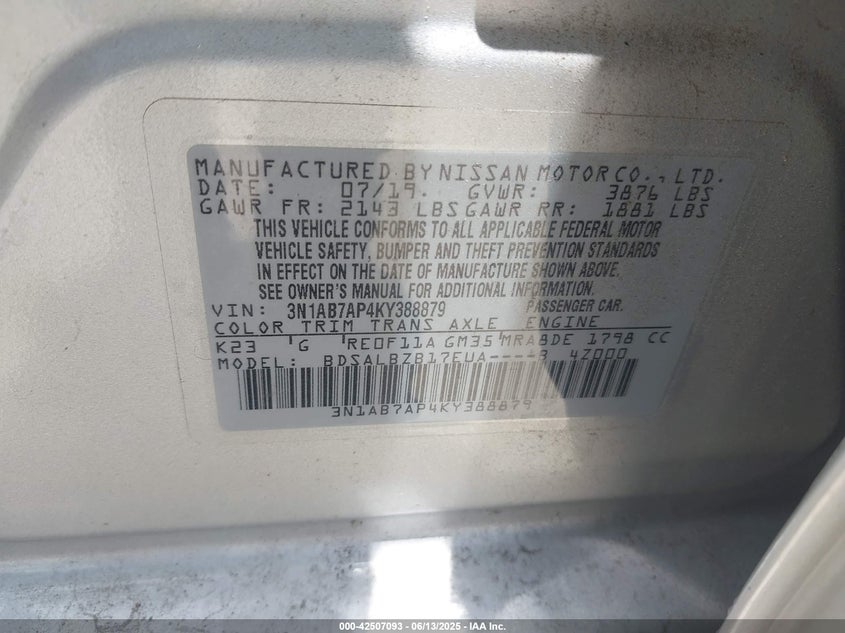 MANUFACTURED BY NISSAN MOTOR CO., LTD.
DATE: 07/19. GVWR: 3876 LBS
GAWR FR: 2143 LBS GAWR RR: 1881 LBS
THIS VEHICLE CONFORMS TO ALL APPLICABLE FEDERAL MOTOR
VEHICLE SAFETY, BUMPER AND THEFT PREVENTION STANDARDS
IN EFFECT ON THE DATE OF MANUFACTURE SHOWN ABOVE.
SEE OWNER'S MANUAL FOR ADDITIONAL INFORMATION.
VIN: 3N1AB7AP4KY388879 PASSENGER CAR.
COLOR TRIM TRANS AXLE ENGINE
K23 G RE0F11A GM35 MRA8DE 1798 CC
MODEL: BDSALBZB17EUA----3 4Z000
3N1AB7AP4KY388879
000-42507093 - 06/13/2025 - IAA Inc.